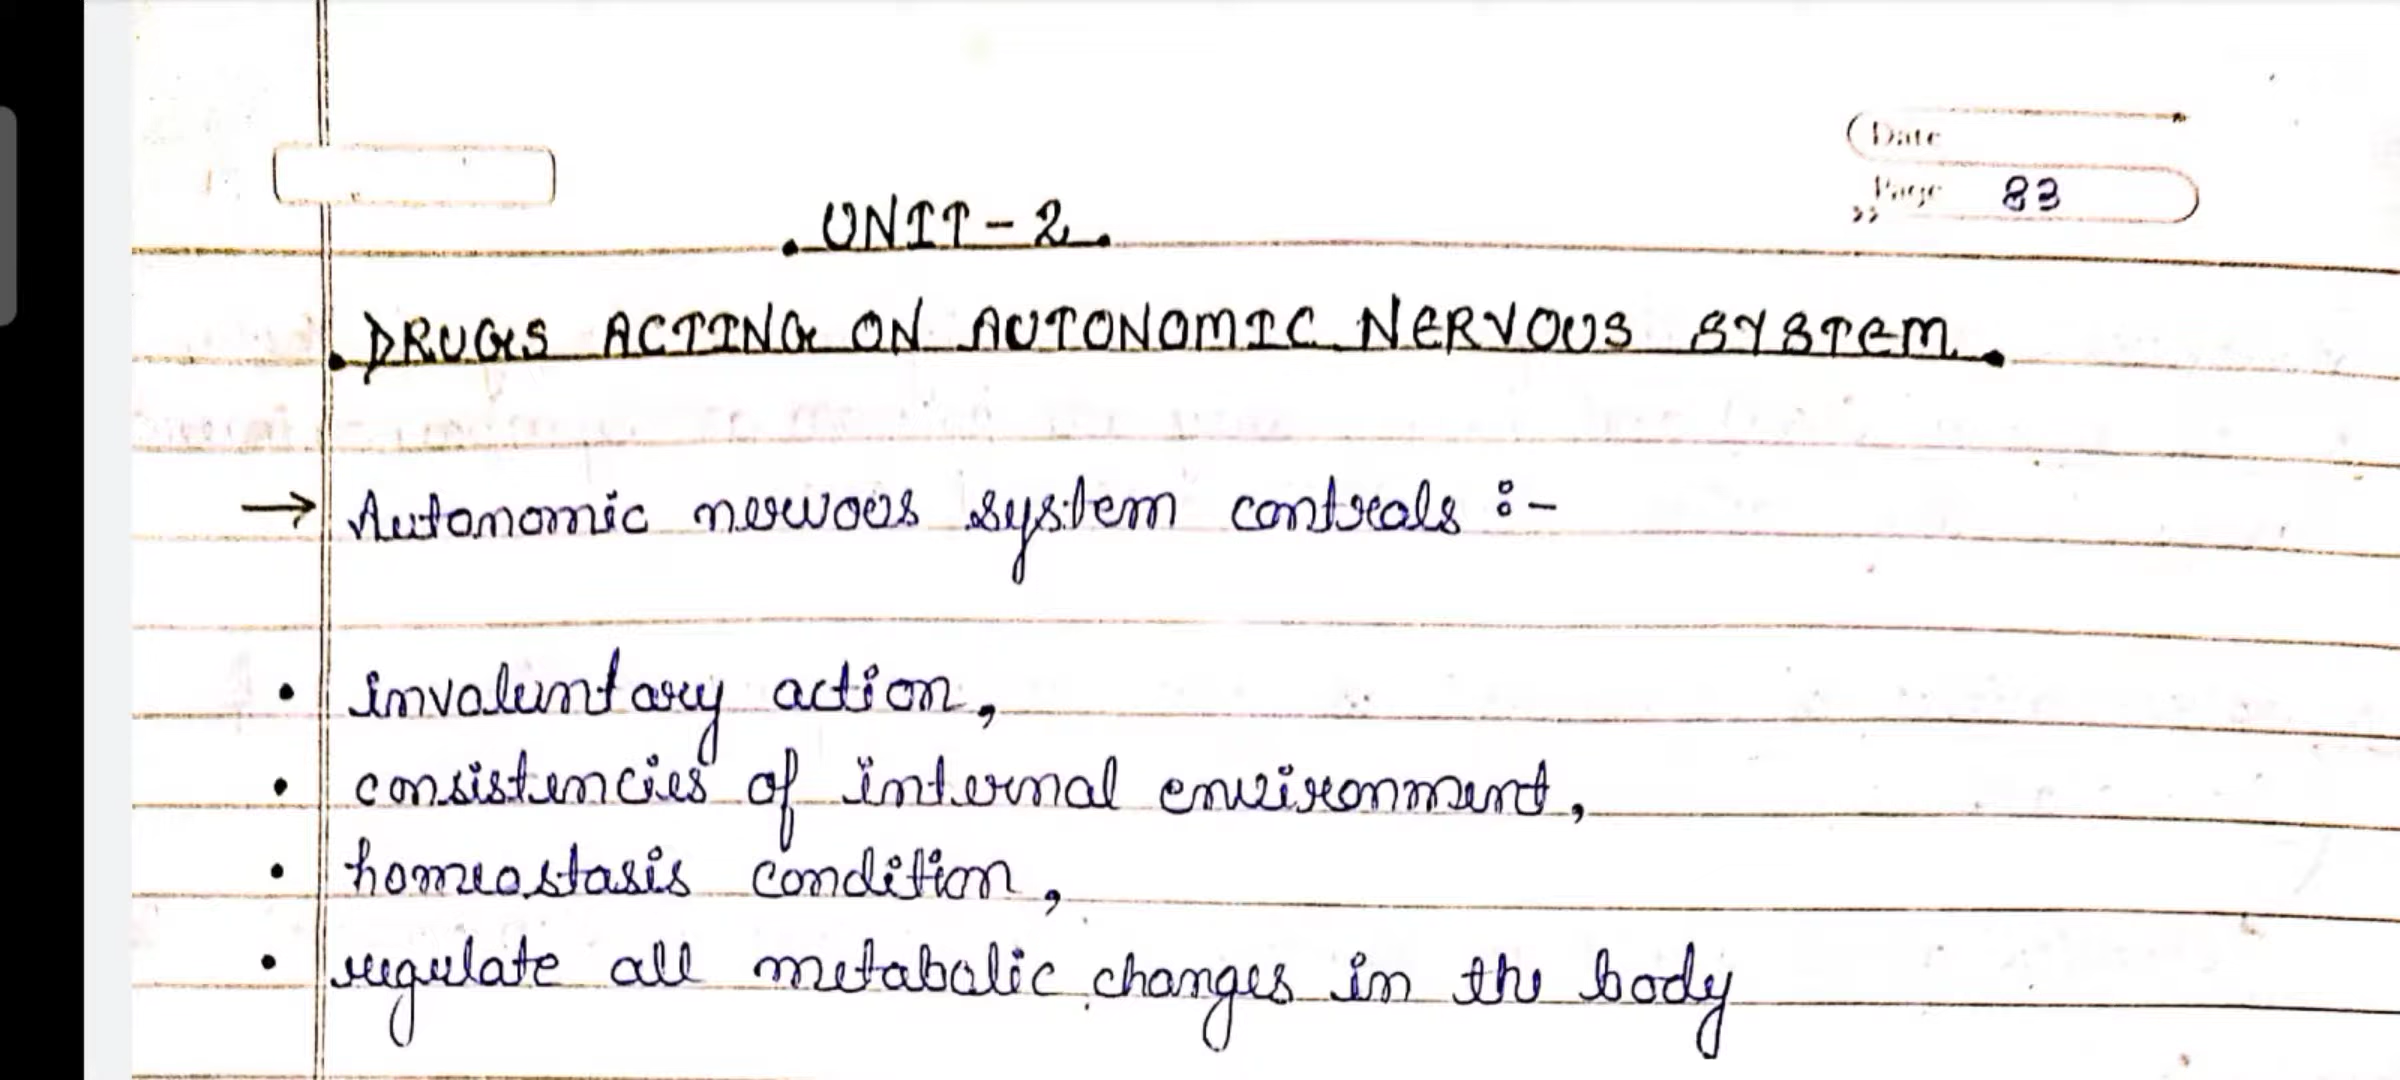 Date
Page 83
UNIT-2
DRUGS ACTING ON AUTONOMIC NERVOUS SYSTEM
→ Autonomic nervous system controls :-
• involuntary action,
• consistencies of internal environment,
• homeostasis condition,
• regulate all metabolic changes in the body